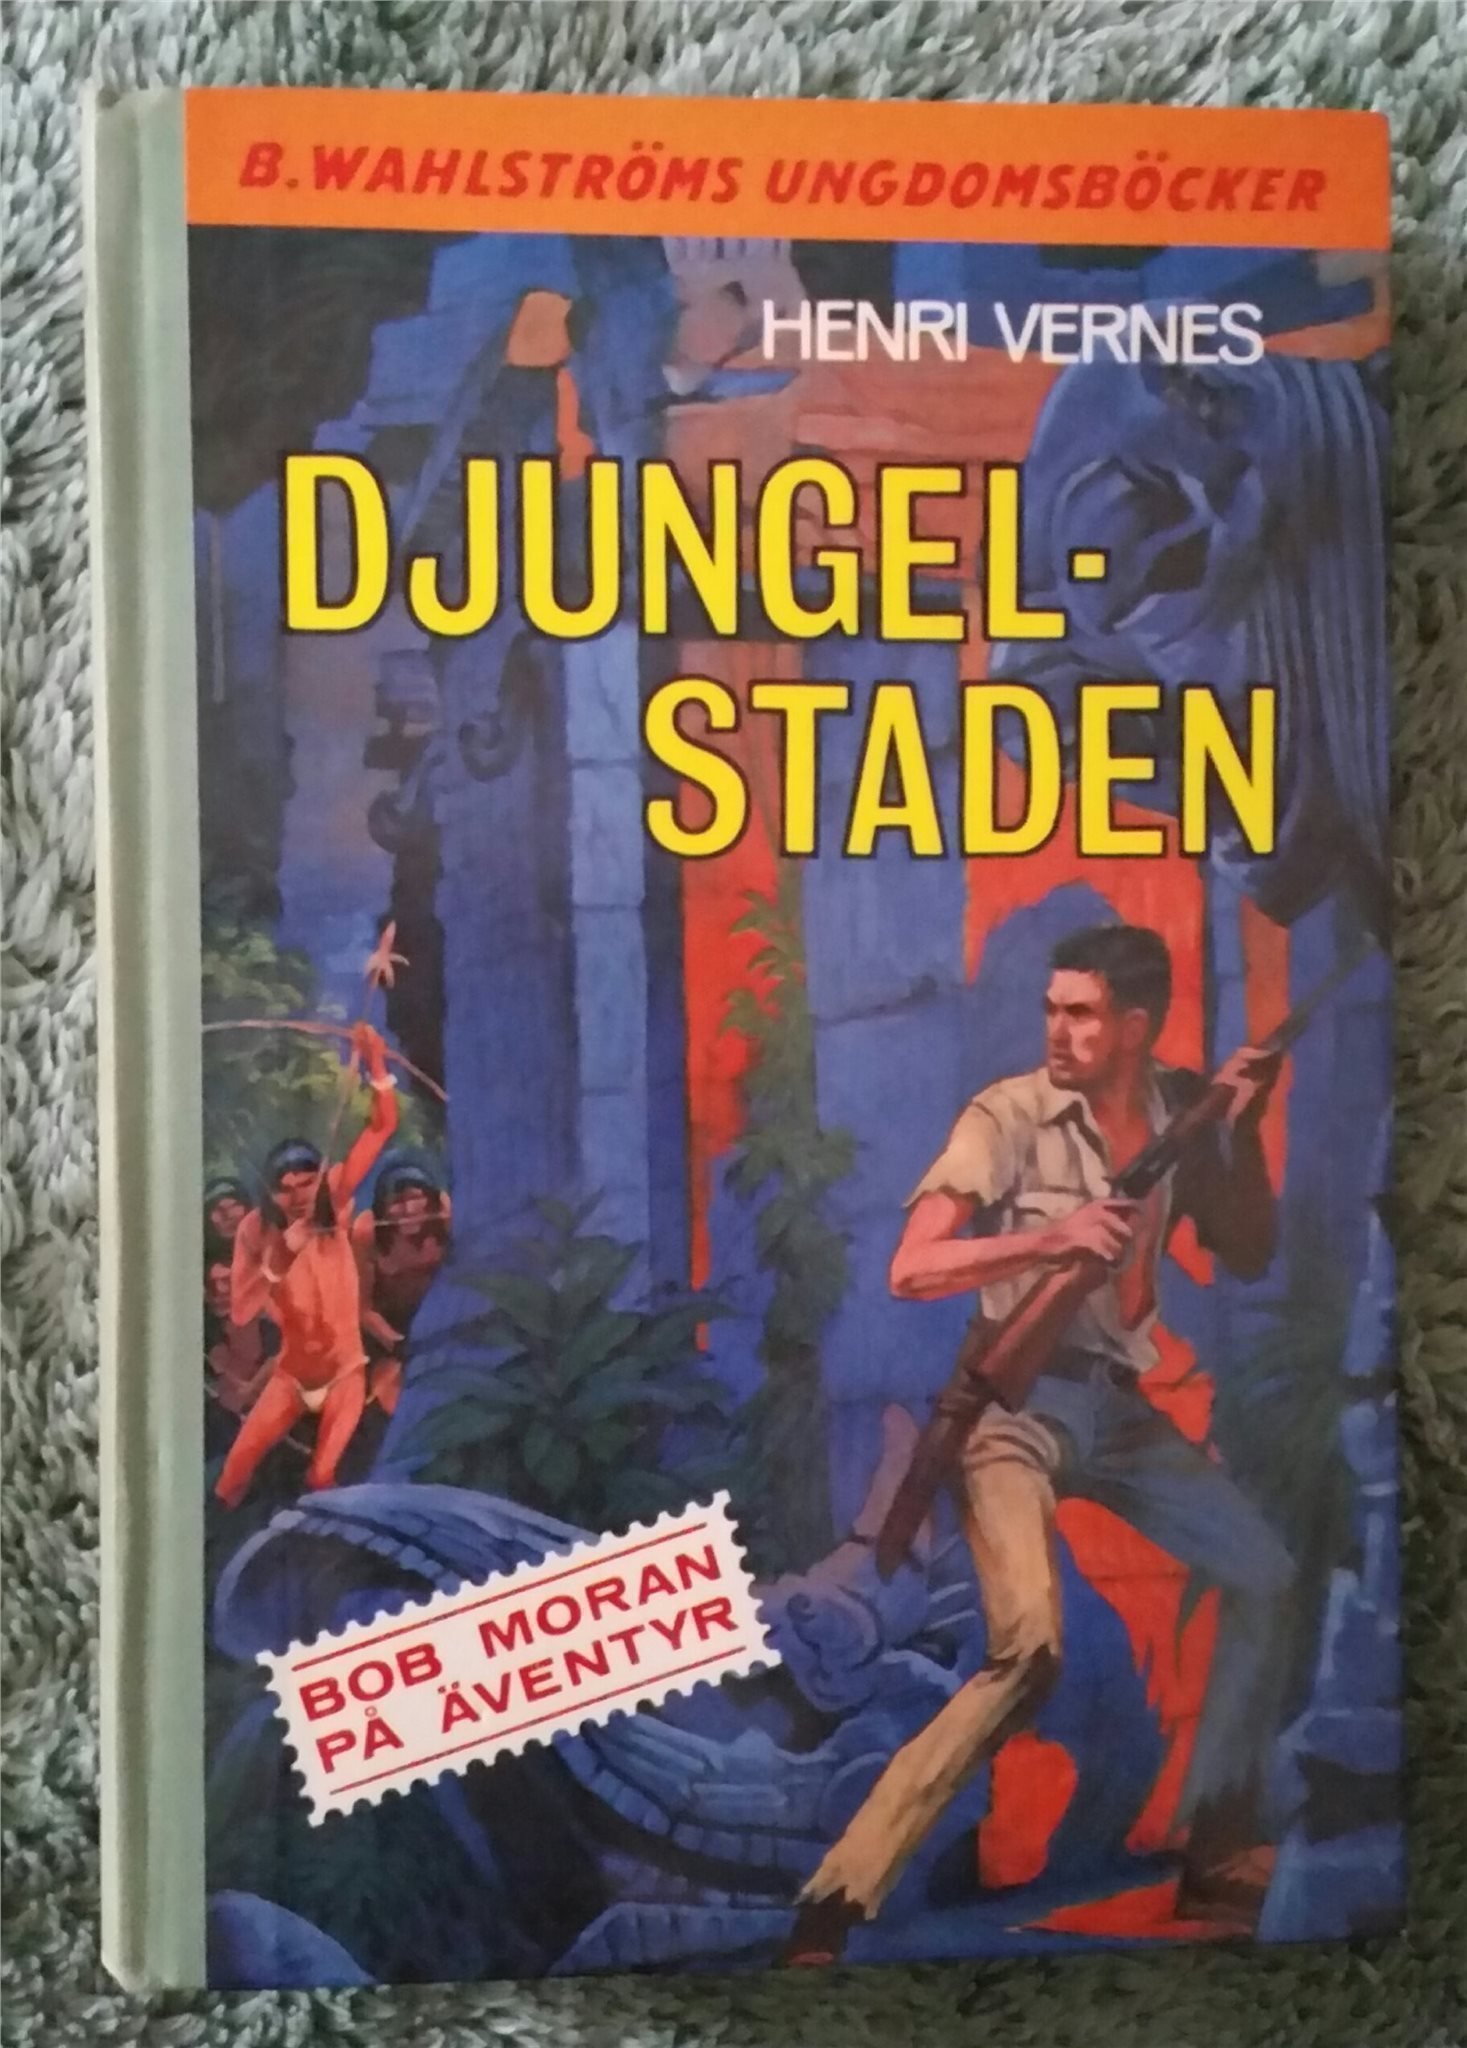 B. WAHLSTRÖMS UNGDOMSBÖCKER
HENRI VERNES
DJUNGEL-
STADEN
BOB MORAN
PÅ ÄVENTYR